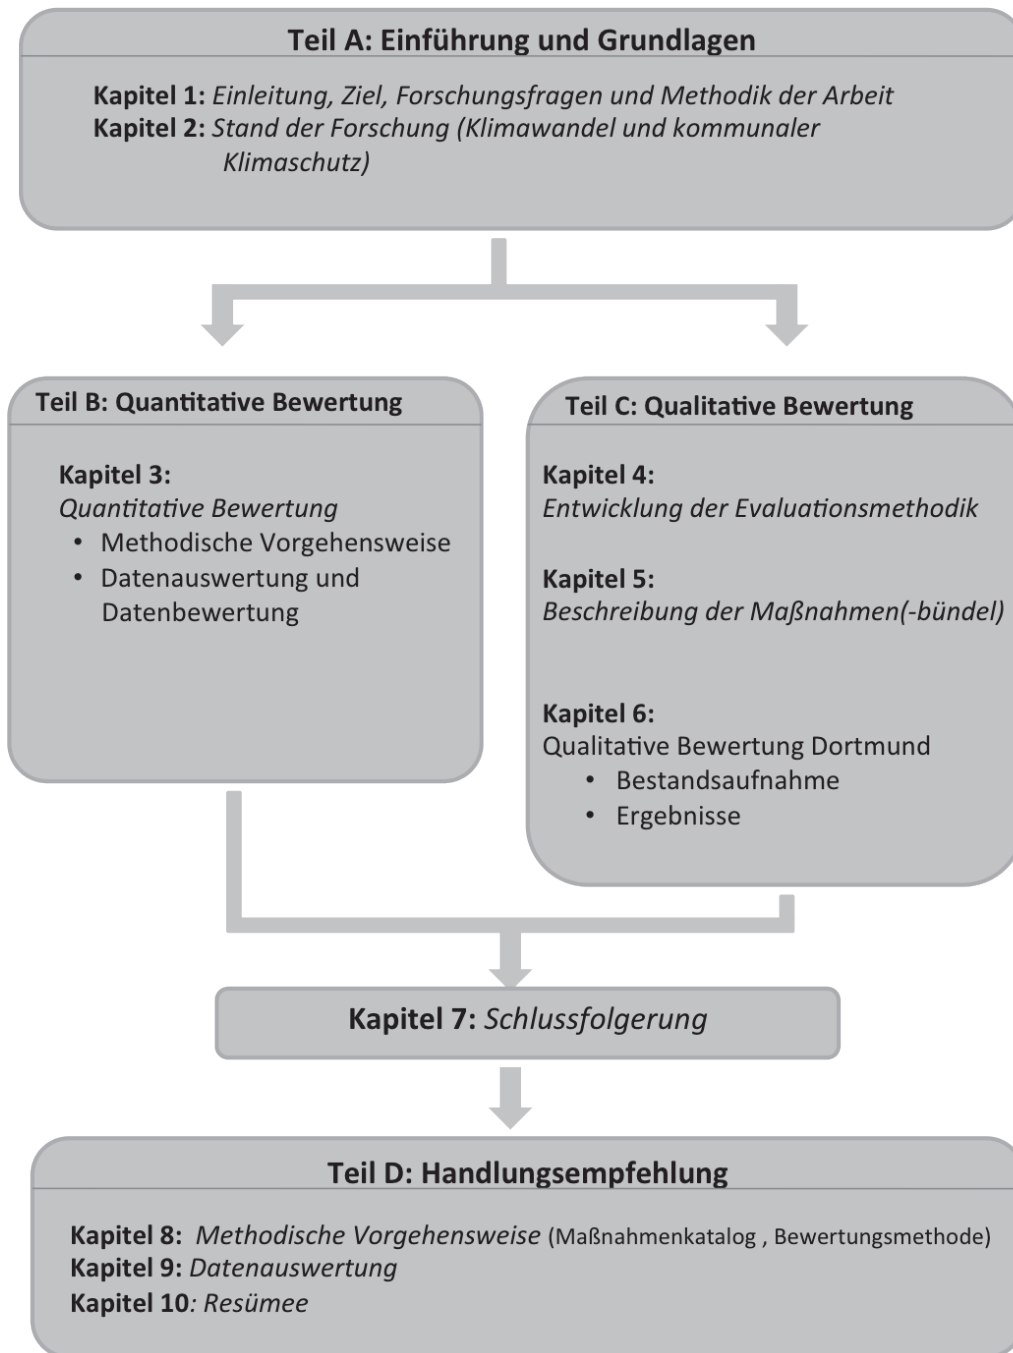 Teil A: Einführung und Grundlagen
Kapitel 1: Einleitung, Ziel, Forschungsfragen und Methodik der Arbeit
Kapitel 2: Stand der Forschung (Klimawandel und kommunaler
Klimaschutz)
Teil B: Quantitative Bewertung
Kapitel 3:
Quantitative Bewertung
• Methodische Vorgehensweise
• Datenauswertung und
Datenbewertung
Teil C: Qualitative Bewertung
Kapitel 4:
Entwicklung der Evaluationsmethodik
Kapitel 5:
Beschreibung der Maßnahmen(-bündel)
Kapitel 6:
Qualitative Bewertung Dortmund
• Bestandsaufnahme
• Ergebnisse
Kapitel 7: Schlussfolgerung
Teil D: Handlungsempfehlung
Kapitel 8: Methodische Vorgehensweise (Maßnahmenkatalog , Bewertungsmethode)
Kapitel 9: Datenauswertung
Kapitel 10: Resümee